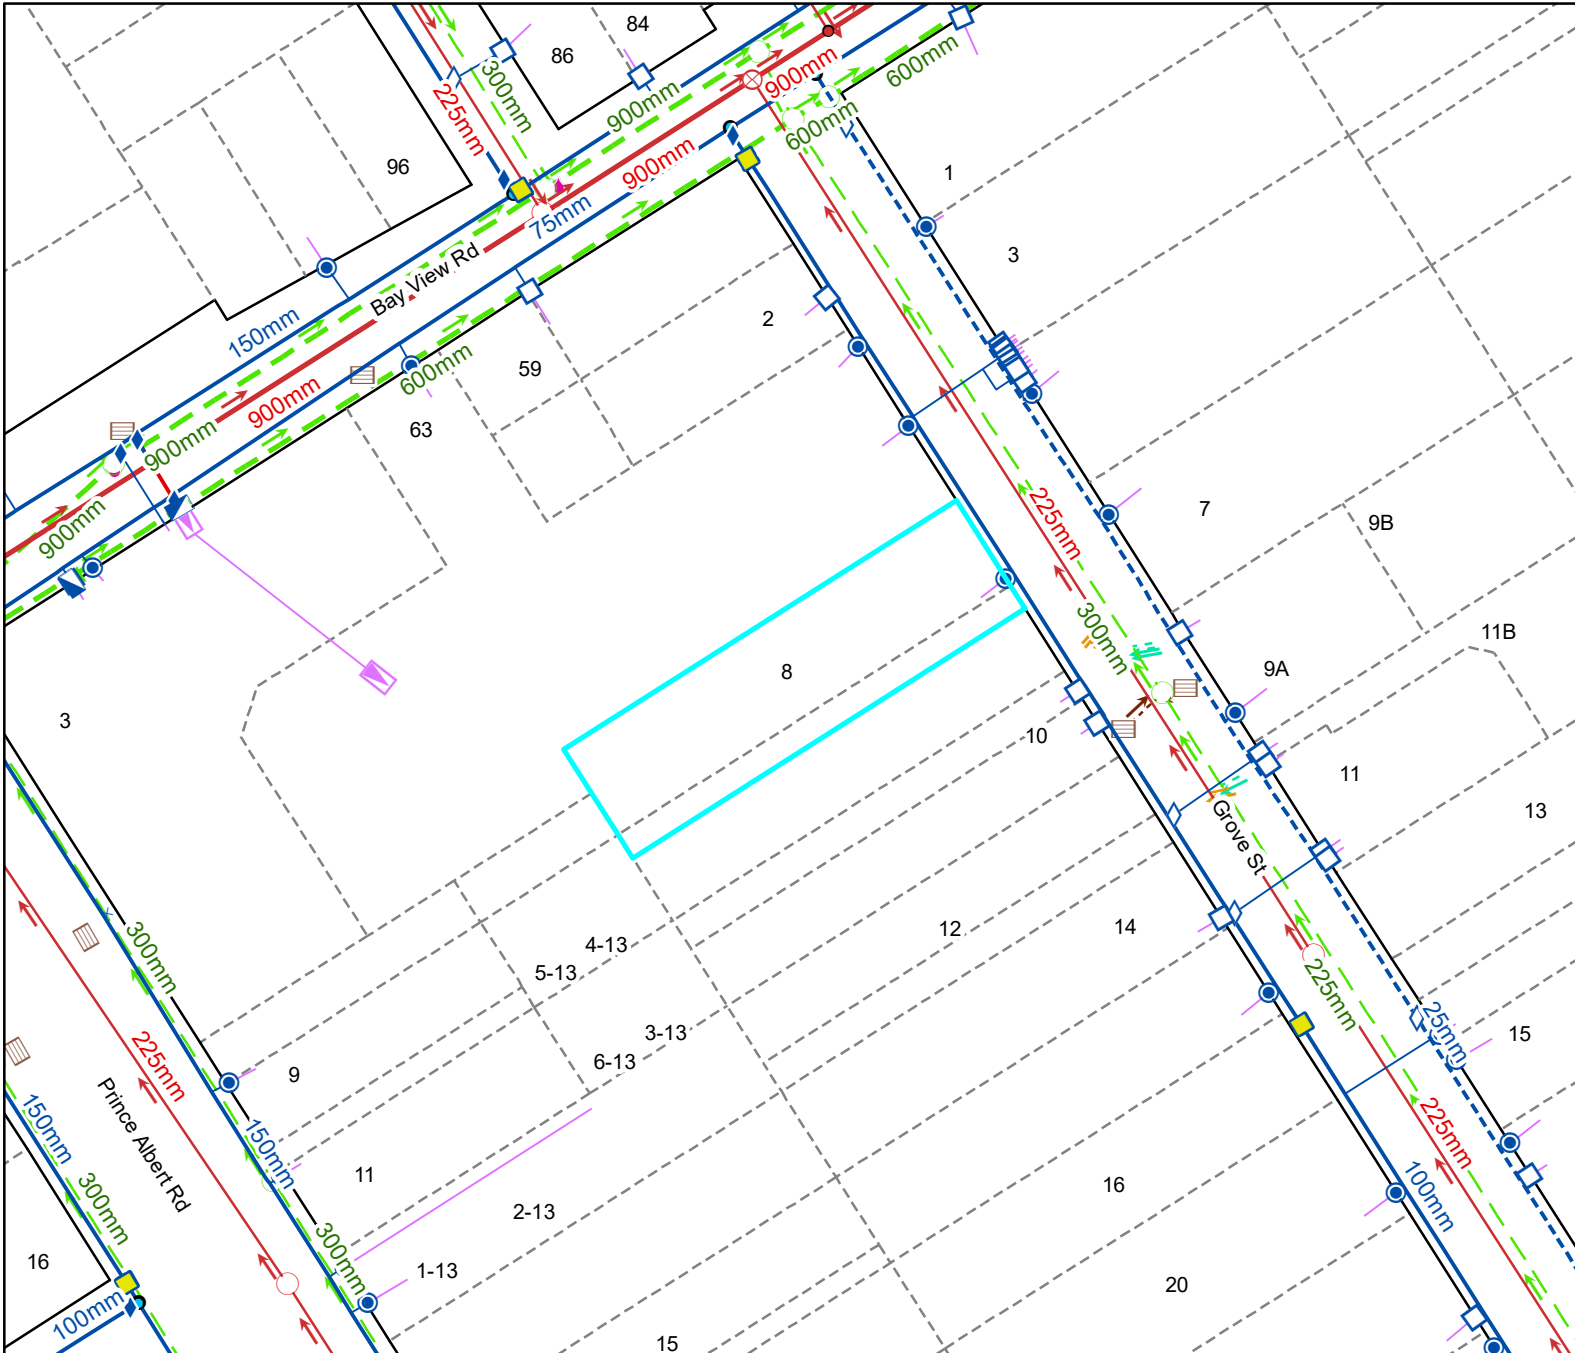 84
86
300mm
225mm
900mm
900mm
600mm
600mm
96
900mm
1
75mm
3
Bay View Rd
150mm
2
59
600mm
900mm
63
900mm
900mm
225mm
7
9B
300mm
11B
8
9A
3
10
11
13
Grove St
12
14
4-13
5-13
300mm
225mm
3-13
6-13
25mm
15
225mm
9
Prince Albert Rd
150mm
150mm
225mm
11
16
100mm
300mm
2-13
300mm
16
1-13
20
100mm
15